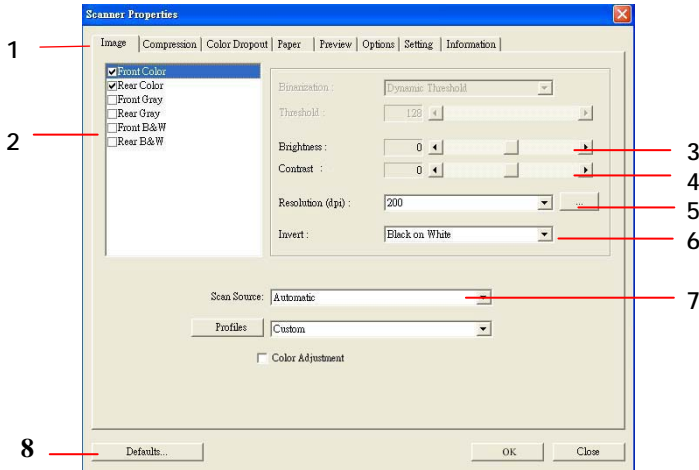 Scanner Properties
1
Image Compression Color Dropout Paper Preview Options Setting Information
2
Front Color
Rear Color
Front Gray
Rear Gray
Front B&W
Rear B&W
Binarization : Dynamic Threshold
Threshold : 128
Brightness : 0 3
Contrast : 0 4
Resolution (dpi) : 200 ... 5
Invert : Black on White 6
Scan Source: Automatic 7
Profiles Custom
Color Adjustment
8 Defaults... OK Close